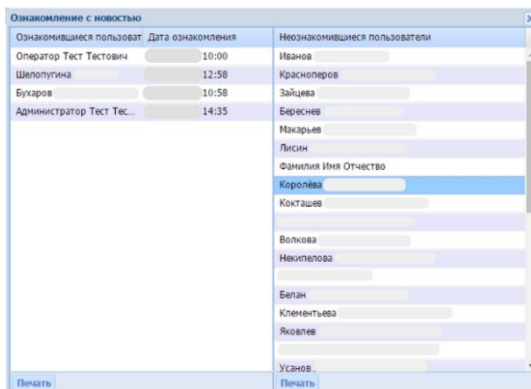 Ознакомление с новостью
Ознакомившиеся пользоват Дата ознакомления
Оператор Тест Тестович 10:00
Шелопугина 12:58
Бухаров 10:58
Администратор Тест Тес... 14:35
Печать
Неознакомившиеся пользователи
Иванов
Красноперов
Зайцева
Береснев
Макарьев
Лисин
Фамилия Имя Отчество
Королёва
Кокташев
Волкова
Некипелова
Белан
Клементьева
Яковлев
Усанов
Печать